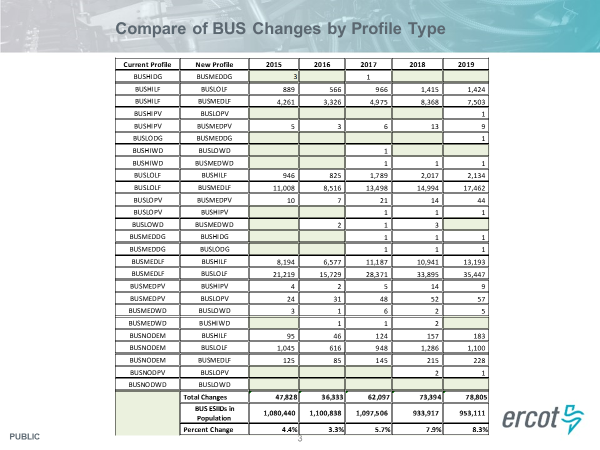 Compare of BUS Changes by Profile Type
Current Profile New Profile 2015 2016 2017 2018 2019
BUSHIDG BUSMEDDG 3 1
BUSHILF BUSLOLF 889 566 966 1,415 1,424
BUSHILF BUSMEDLF 4,261 3,326 4,975 8,368 7,503
BUSHIPV BUSLOPV 1
BUSHIPV BUSMEDPV 5 3 6 13 9
BUSLODG BUSMEDDG 1
BUSHIWD BUSLOWD 1
BUSHIWD BUSMEDWD 1 1 1
BUSLOLF BUSHILF 946 825 1,789 2,017 2,134
BUSLOLF BUSMEDLF 11,008 8,516 13,498 14,994 17,462
BUSLOPV BUSMEDPV 10 7 21 14 44
BUSLOPV BUSHIPV 1 1 1
BUSLOWD BUSMEDWD 2 1 3
BUSMEDDG BUSHIDG 1 1 1
BUSMEDDG BUSLODG 1 1 1
BUSMEDLF BUSHILF 8,194 6,577 11,187 10,941 13,193
BUSMEDLF BUSLOLF 21,219 15,729 28,371 33,895 35,447
BUSMEDPV BUSHIPV 4 2 5 14 9
BUSMEDPV BUSLOPV 24 31 48 52 57
BUSMEDWD BUSLOWD 3 1 6 2 5
BUSMEDWD BUSHIWD 1 1 2
BUSNODEM BUSHILF 95 46 124 157 183
BUSNODEM BUSLOLF 1,045 616 948 1,286 1,100
BUSNODEM BUSMEDLF 125 85 145 215 228
BUSNODPV BUSLOPV 2 1
BUSNODWD BUSLOWD
Total Changes 47,828 36,333 62,097 73,394 78,805
BUS ESIIDs in
Population 1,080,440 1,100,838 1,097,506 933,917 953,111
Percent Change 4.4% 3.3% 5.7% 7.9% 8.3%
ercot
PUBLIC
3